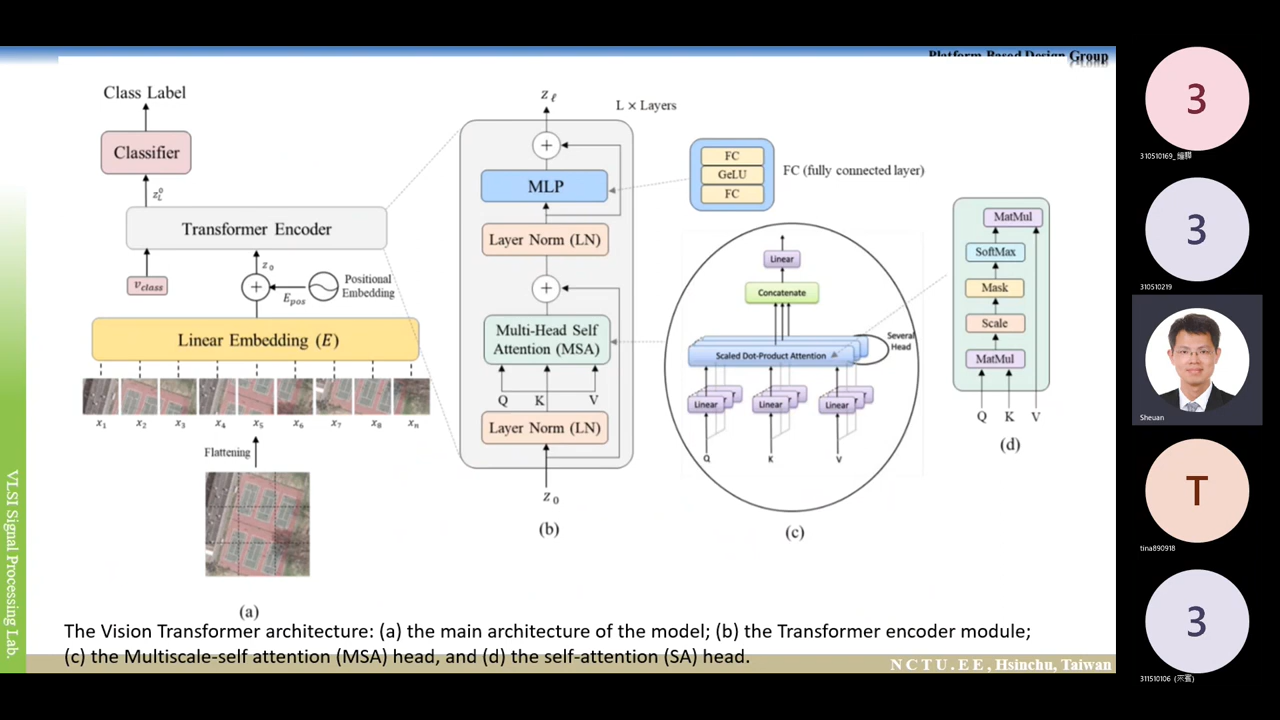 Platform Based Design Group
Class Label
Classifier
z_L^0
Transformer Encoder
v_class
z_0
+
E_pos
Positional
Embedding
Linear Embedding (E)
x_1 x_2 x_3 x_4 x_5 x_6 x_7 x_8 x_n
Flattening
(a)
z_ℓ
L × Layers
+
MLP
Layer Norm (LN)
+
Multi-Head Self
Attention (MSA)
Q K V
Layer Norm (LN)
z_0
(b)
FC
GeLU
FC
FC (fully connected layer)
Linear
Concatenate
Several
Head
Scaled Dot-Product Attention
Linear Linear Linear
Q K V
(c)
MatMul
SoftMax
Mask
Scale
MatMul
Q K V
(d)
The Vision Transformer architecture: (a) the main architecture of the model; (b) the Transformer encoder module;
(c) the Multiscale-self attention (MSA) head, and (d) the self-attention (SA) head.
VLSI Signal Processing Lab.
NCTU.EE, Hsinchu, Taiwan
3
310510169_
3
310510219
Sheuan
T
tina890918
3
311510106